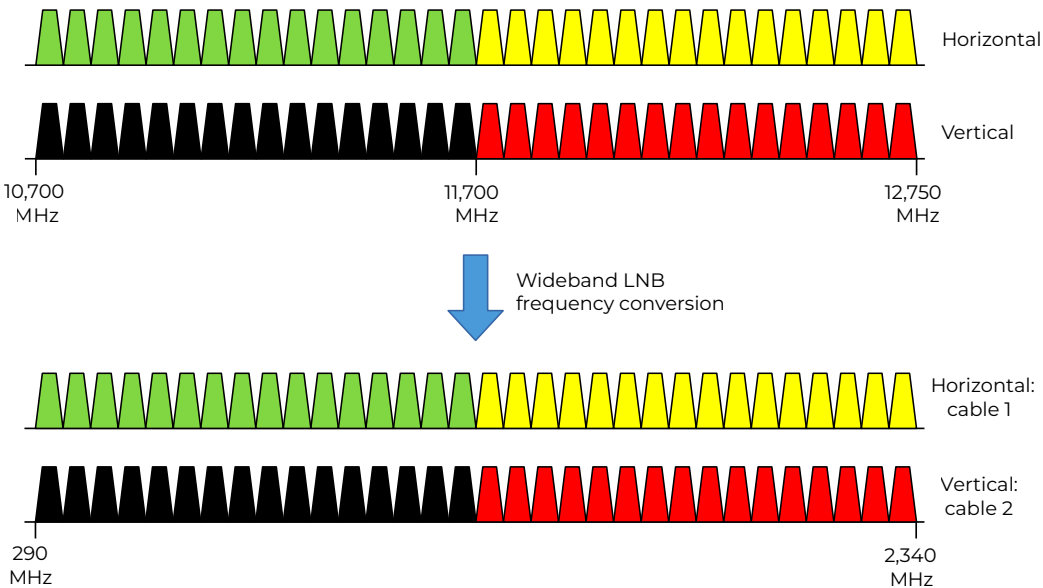 Horizontal
Vertical
10,700
MHz
11,700
MHz
12,750
MHz
Wideband LNB
frequency conversion
Horizontal:
cable 1
Vertical:
cable 2
290
MHz
2,340
MHz